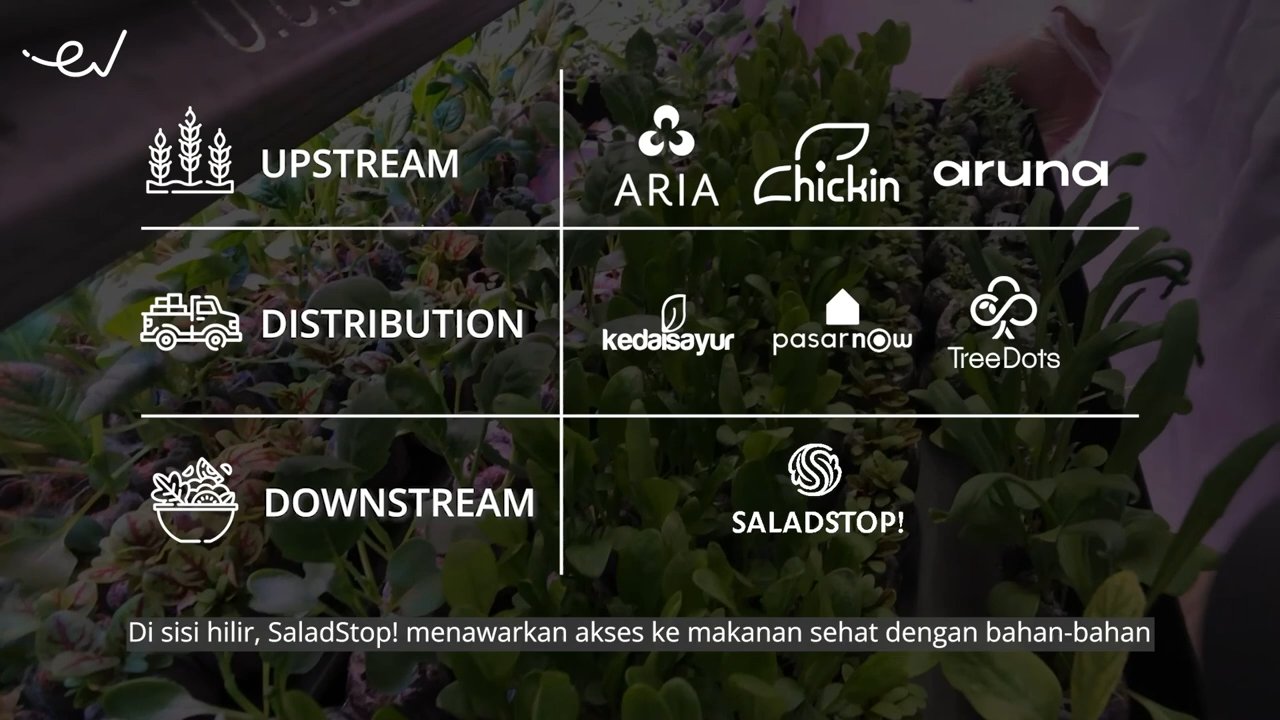 ev
UPSTREAM
ARIA
Chickin
aruna
DISTRIBUTION
kedaisayur
pasarnow
TreeDots
DOWNSTREAM
SALADSTOP!
Di sisi hilir, SaladStop! menawarkan akses ke makanan sehat dengan bahan-bahan